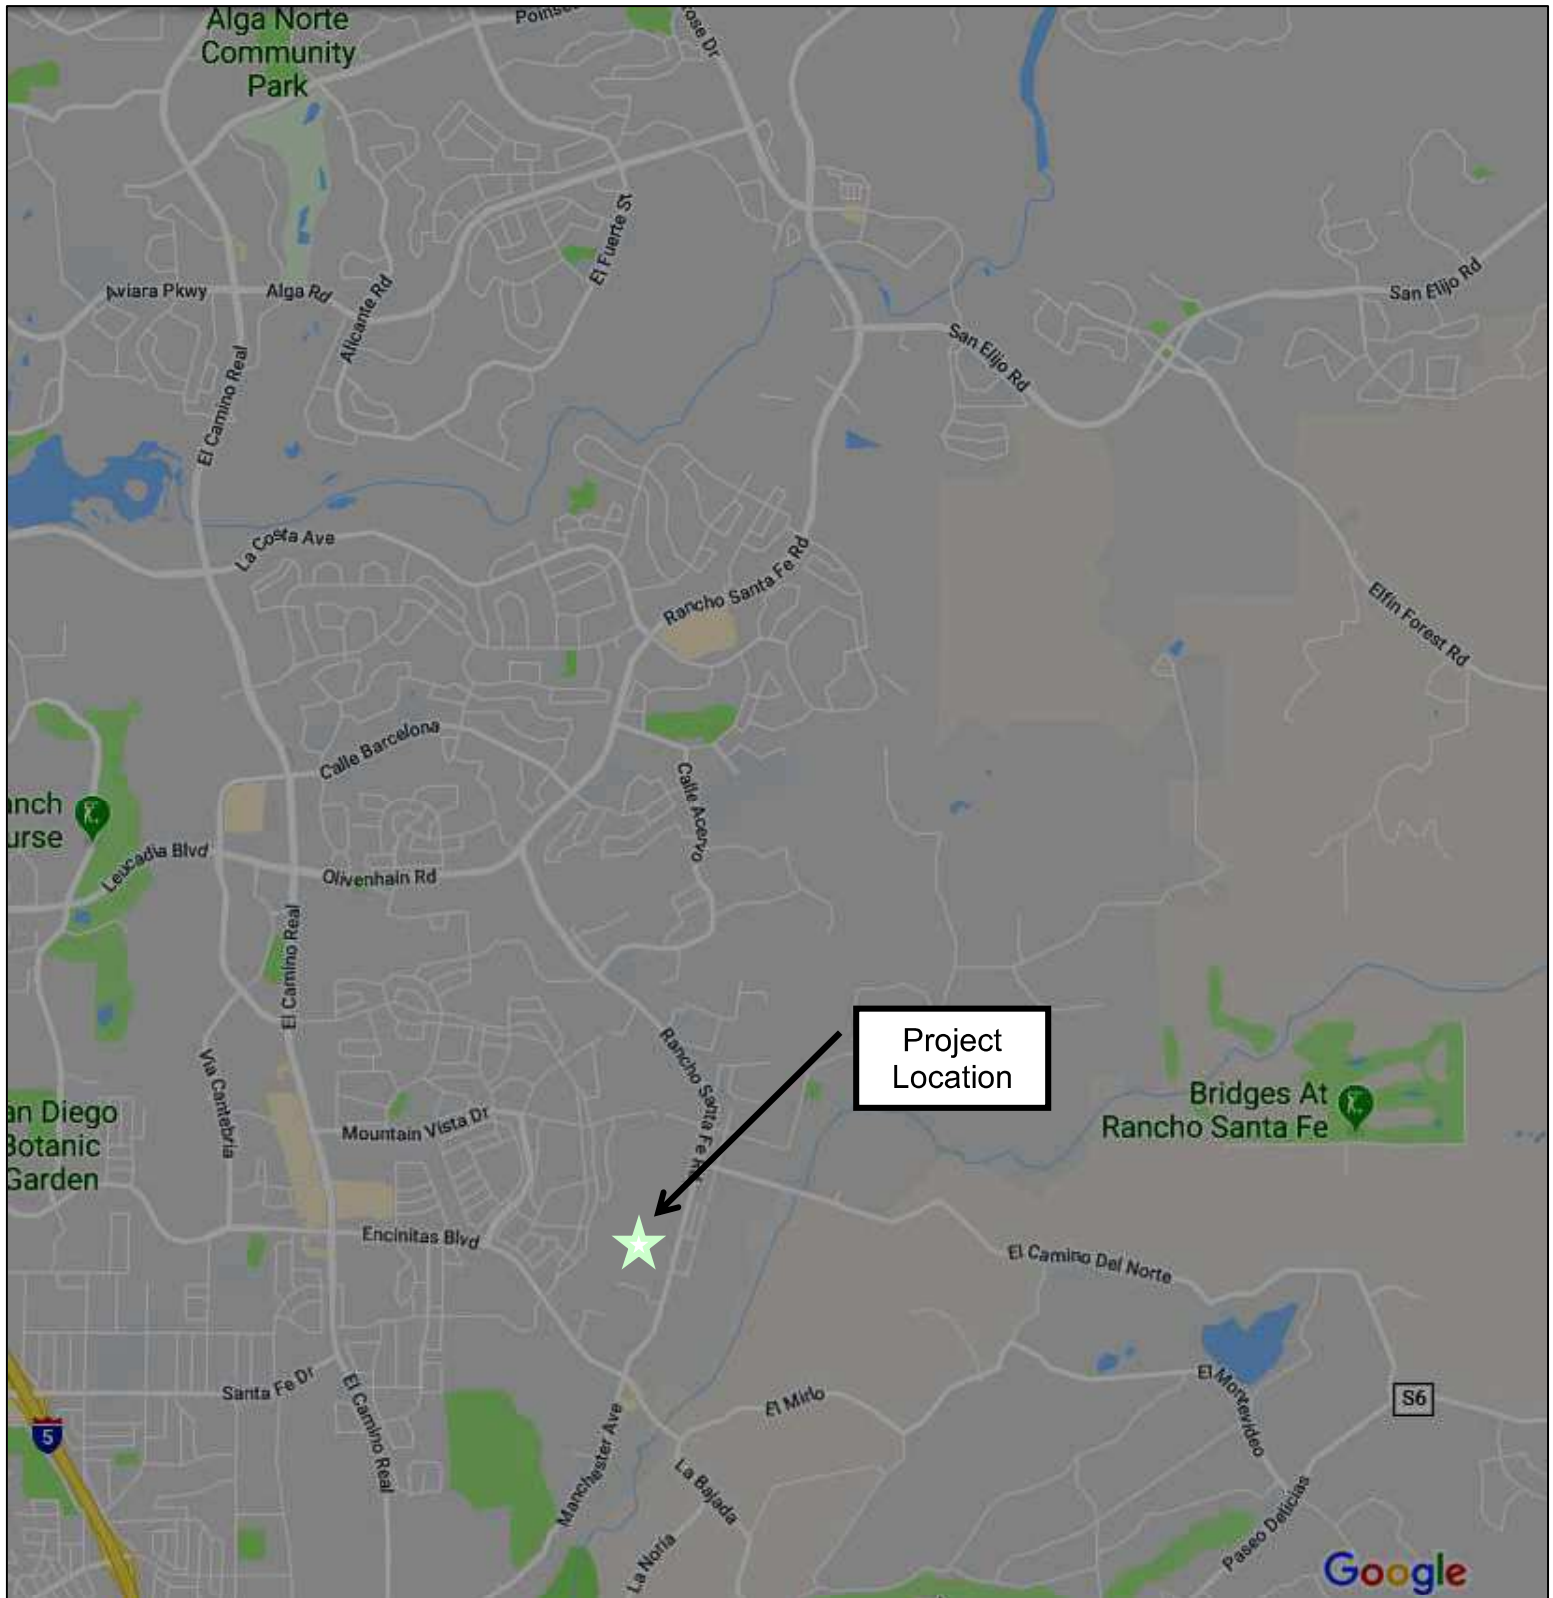 Alga Norte
Community
Park
Aviara Pkwy
Alga Rd
Alicante Rd
El Fuerte St
San Elijo Rd
San Elijo Rd
El Camino Real
La Costa Ave
Rancho Santa Fe Rd
Elfin Forest Rd
Calle Barcelona
Calle Acervo
Leucadia Blvd
Olivenhain Rd
El Camino Real
Via Cantebria
Rancho Santa Fe Rd
Project
Location
Bridges At
Rancho Santa Fe
an Diego
Botanic
Garden
Mountain Vista Dr
Encinitas Blvd
El Camino Del Norte
Santa Fe Dr
El Camino Real
El Mirlo
El Montevideo
S6
5
Manchester Ave
La Bajada
La Noria
Paseo Delicias
Google